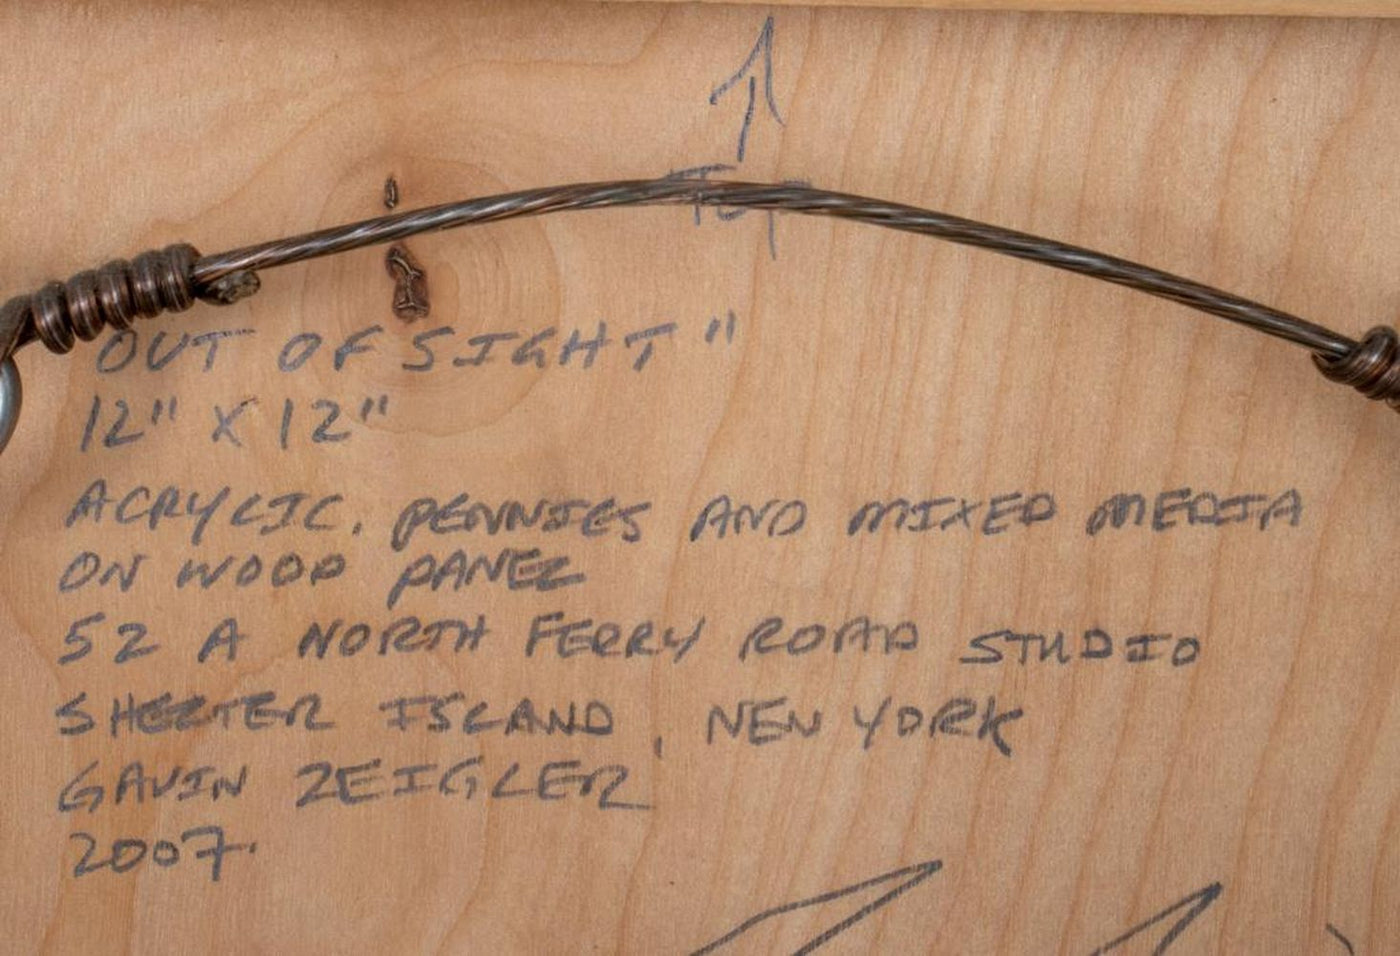 Top
OUT OF SIGHT"
12" X 12"
ACRYLIC, PENNIES AND MIXED MEDIA
ON WOOD PANEL
52 A NORTH FERRY ROAD STUDIO
SHELTER ISLAND, NEW YORK
GAVIN ZEIGLER
2007.